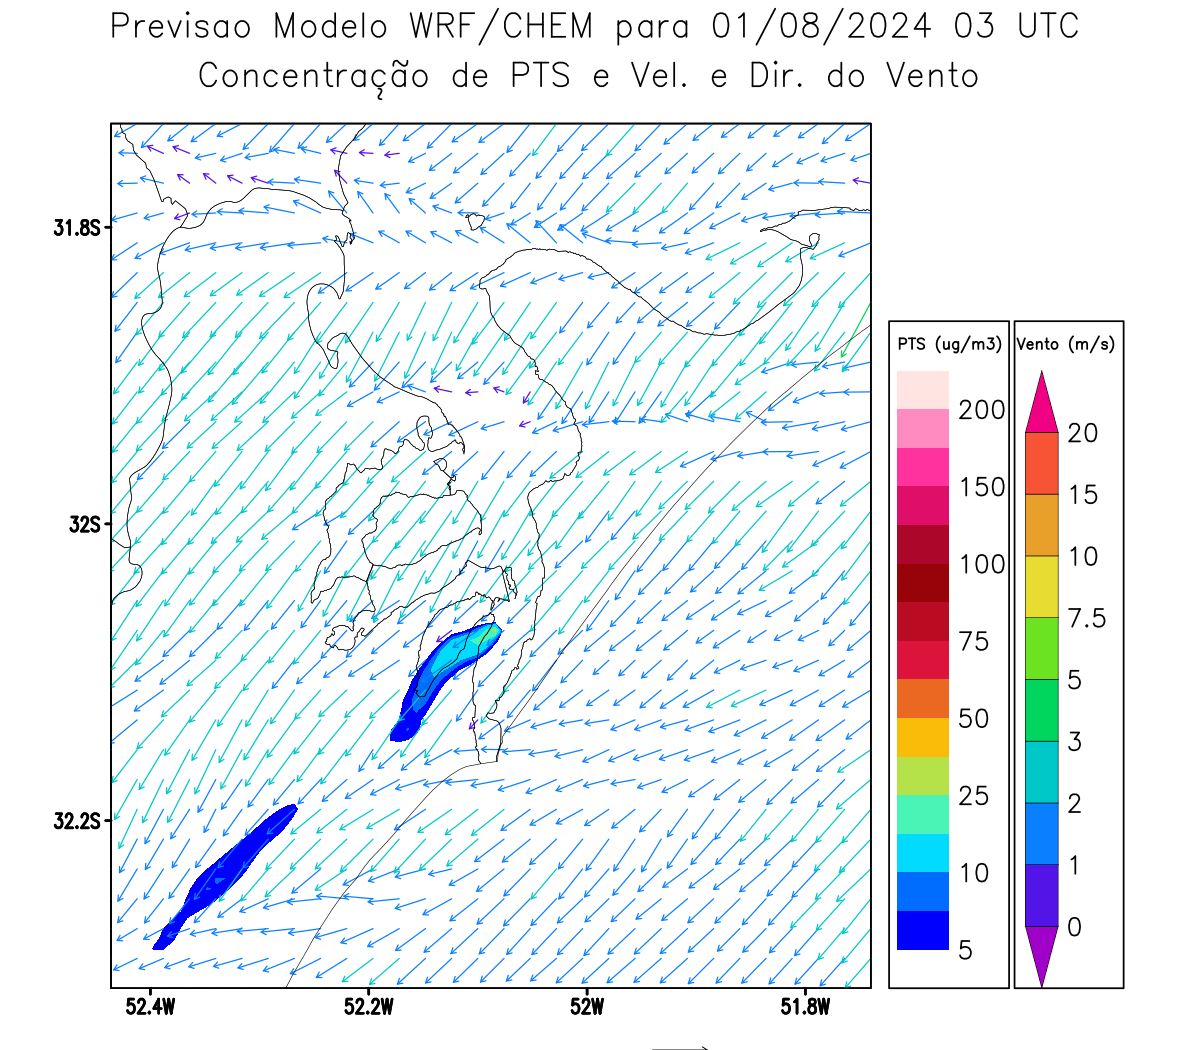 Previsao Modelo WRF/CHEM para 01/08/2024 03 UTC
Concentração de PTS e Vel. e Dir. do Vento
31.8S
32S
32.2S
52.4W
52.2W
52W
51.8W
PTS (ug/m3)
200
150
100
75
50
25
10
5
Vento (m/s)
20
15
10
7.5
5
3
2
1
0